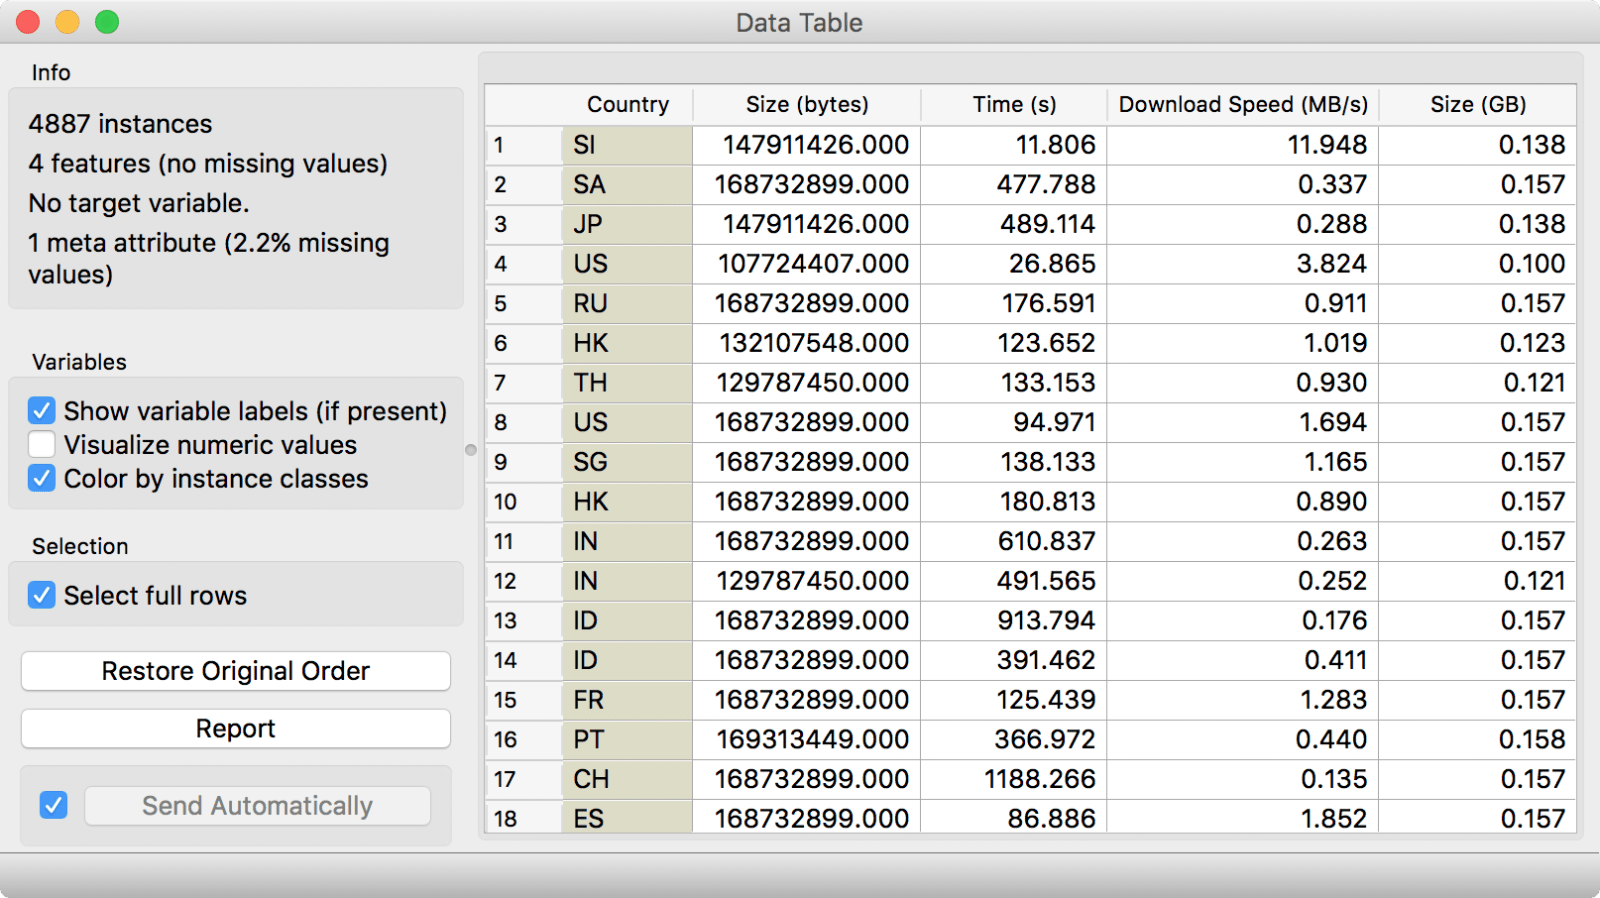 Data Table
Info
4887 instances
4 features (no missing values)
No target variable.
1 meta attribute (2.2% missing
values)
Variables
Show variable labels (if present)
Visualize numeric values
Color by instance classes
Selection
Select full rows
Restore Original Order
Report
Send Automatically
Country Size (bytes) Time (s) Download Speed (MB/s) Size (GB)
1 SI 147911426.000 11.806 11.948 0.138
2 SA 168732899.000 477.788 0.337 0.157
3 JP 147911426.000 489.114 0.288 0.138
4 US 107724407.000 26.865 3.824 0.100
5 RU 168732899.000 176.591 0.911 0.157
6 HK 132107548.000 123.652 1.019 0.123
7 TH 129787450.000 133.153 0.930 0.121
8 US 168732899.000 94.971 1.694 0.157
9 SG 168732899.000 138.133 1.165 0.157
10 HK 168732899.000 180.813 0.890 0.157
11 IN 168732899.000 610.837 0.263 0.157
12 IN 129787450.000 491.565 0.252 0.121
13 ID 168732899.000 913.794 0.176 0.157
14 ID 168732899.000 391.462 0.411 0.157
15 FR 168732899.000 125.439 1.283 0.157
16 PT 169313449.000 366.972 0.440 0.158
17 CH 168732899.000 1188.266 0.135 0.157
18 ES 168732899.000 86.886 1.852 0.157